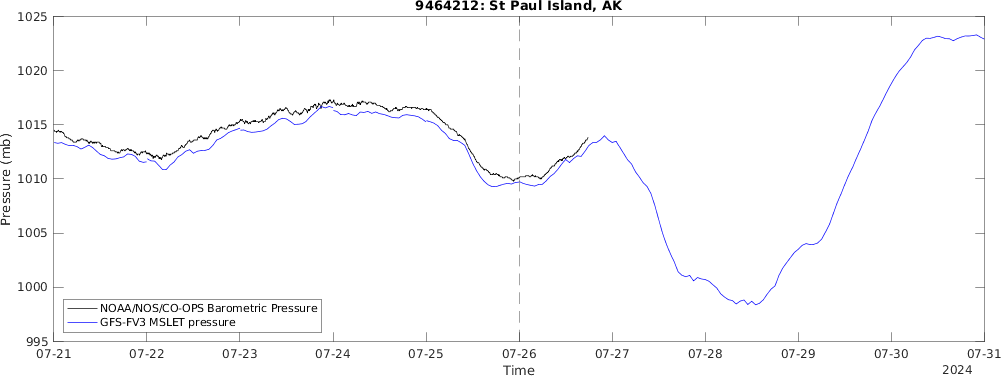 9464212: St Paul Island, AK
1025
1020
1015
1010
1005
1000
995
Pressure (mb)
NOAA/NOS/CO-OPS Barometric Pressure
GFS-FV3 MSLET pressure
07-21 07-22 07-23 07-24 07-25 07-26 07-27 07-28 07-29 07-30 07-31
Time
2024